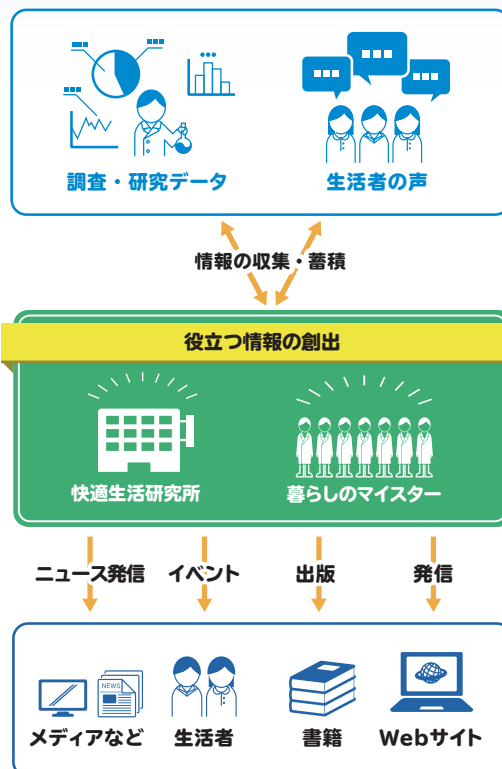 調査・研究データ
生活者の声
情報の収集・蓄積
役立つ情報の創出
快適生活研究所
暮らしのマイスター
ニュース発信
イベント
出版
発信
NEWS
メディアなど
生活者
書籍
Webサイト